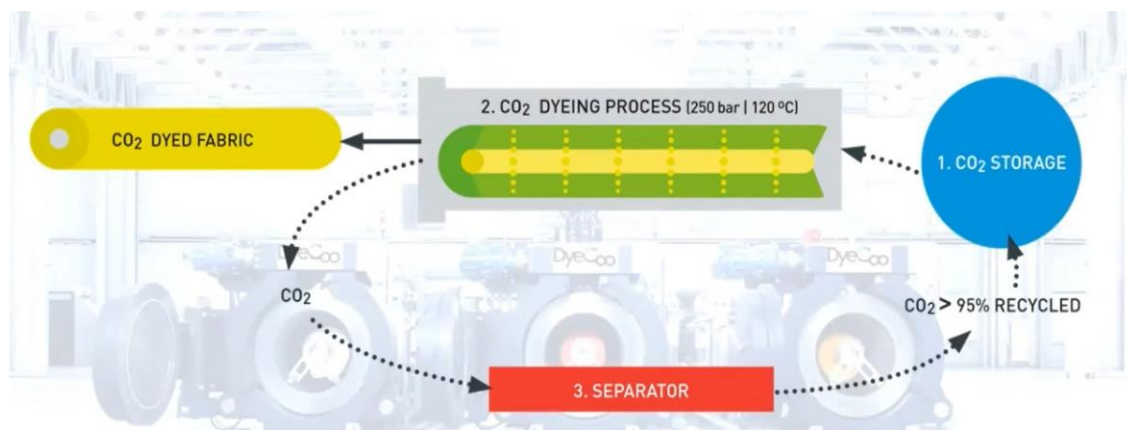 2. CO₂ DYEING PROCESS (250 bar | 120 ºC)
CO₂ DYED FABRIC
1. CO₂ STORAGE
DyeCoo
DyeCoo
DyeCoo
CO₂
CO₂ > 95% RECYCLED
3. SEPARATOR